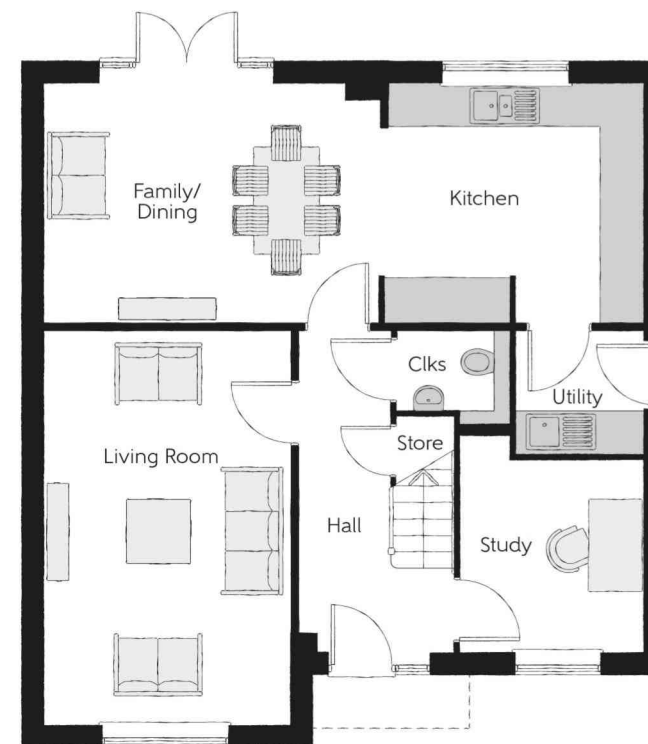 Family/
Dining
Kitchen
Clks
Utility
Living Room
Store
Hall
Study